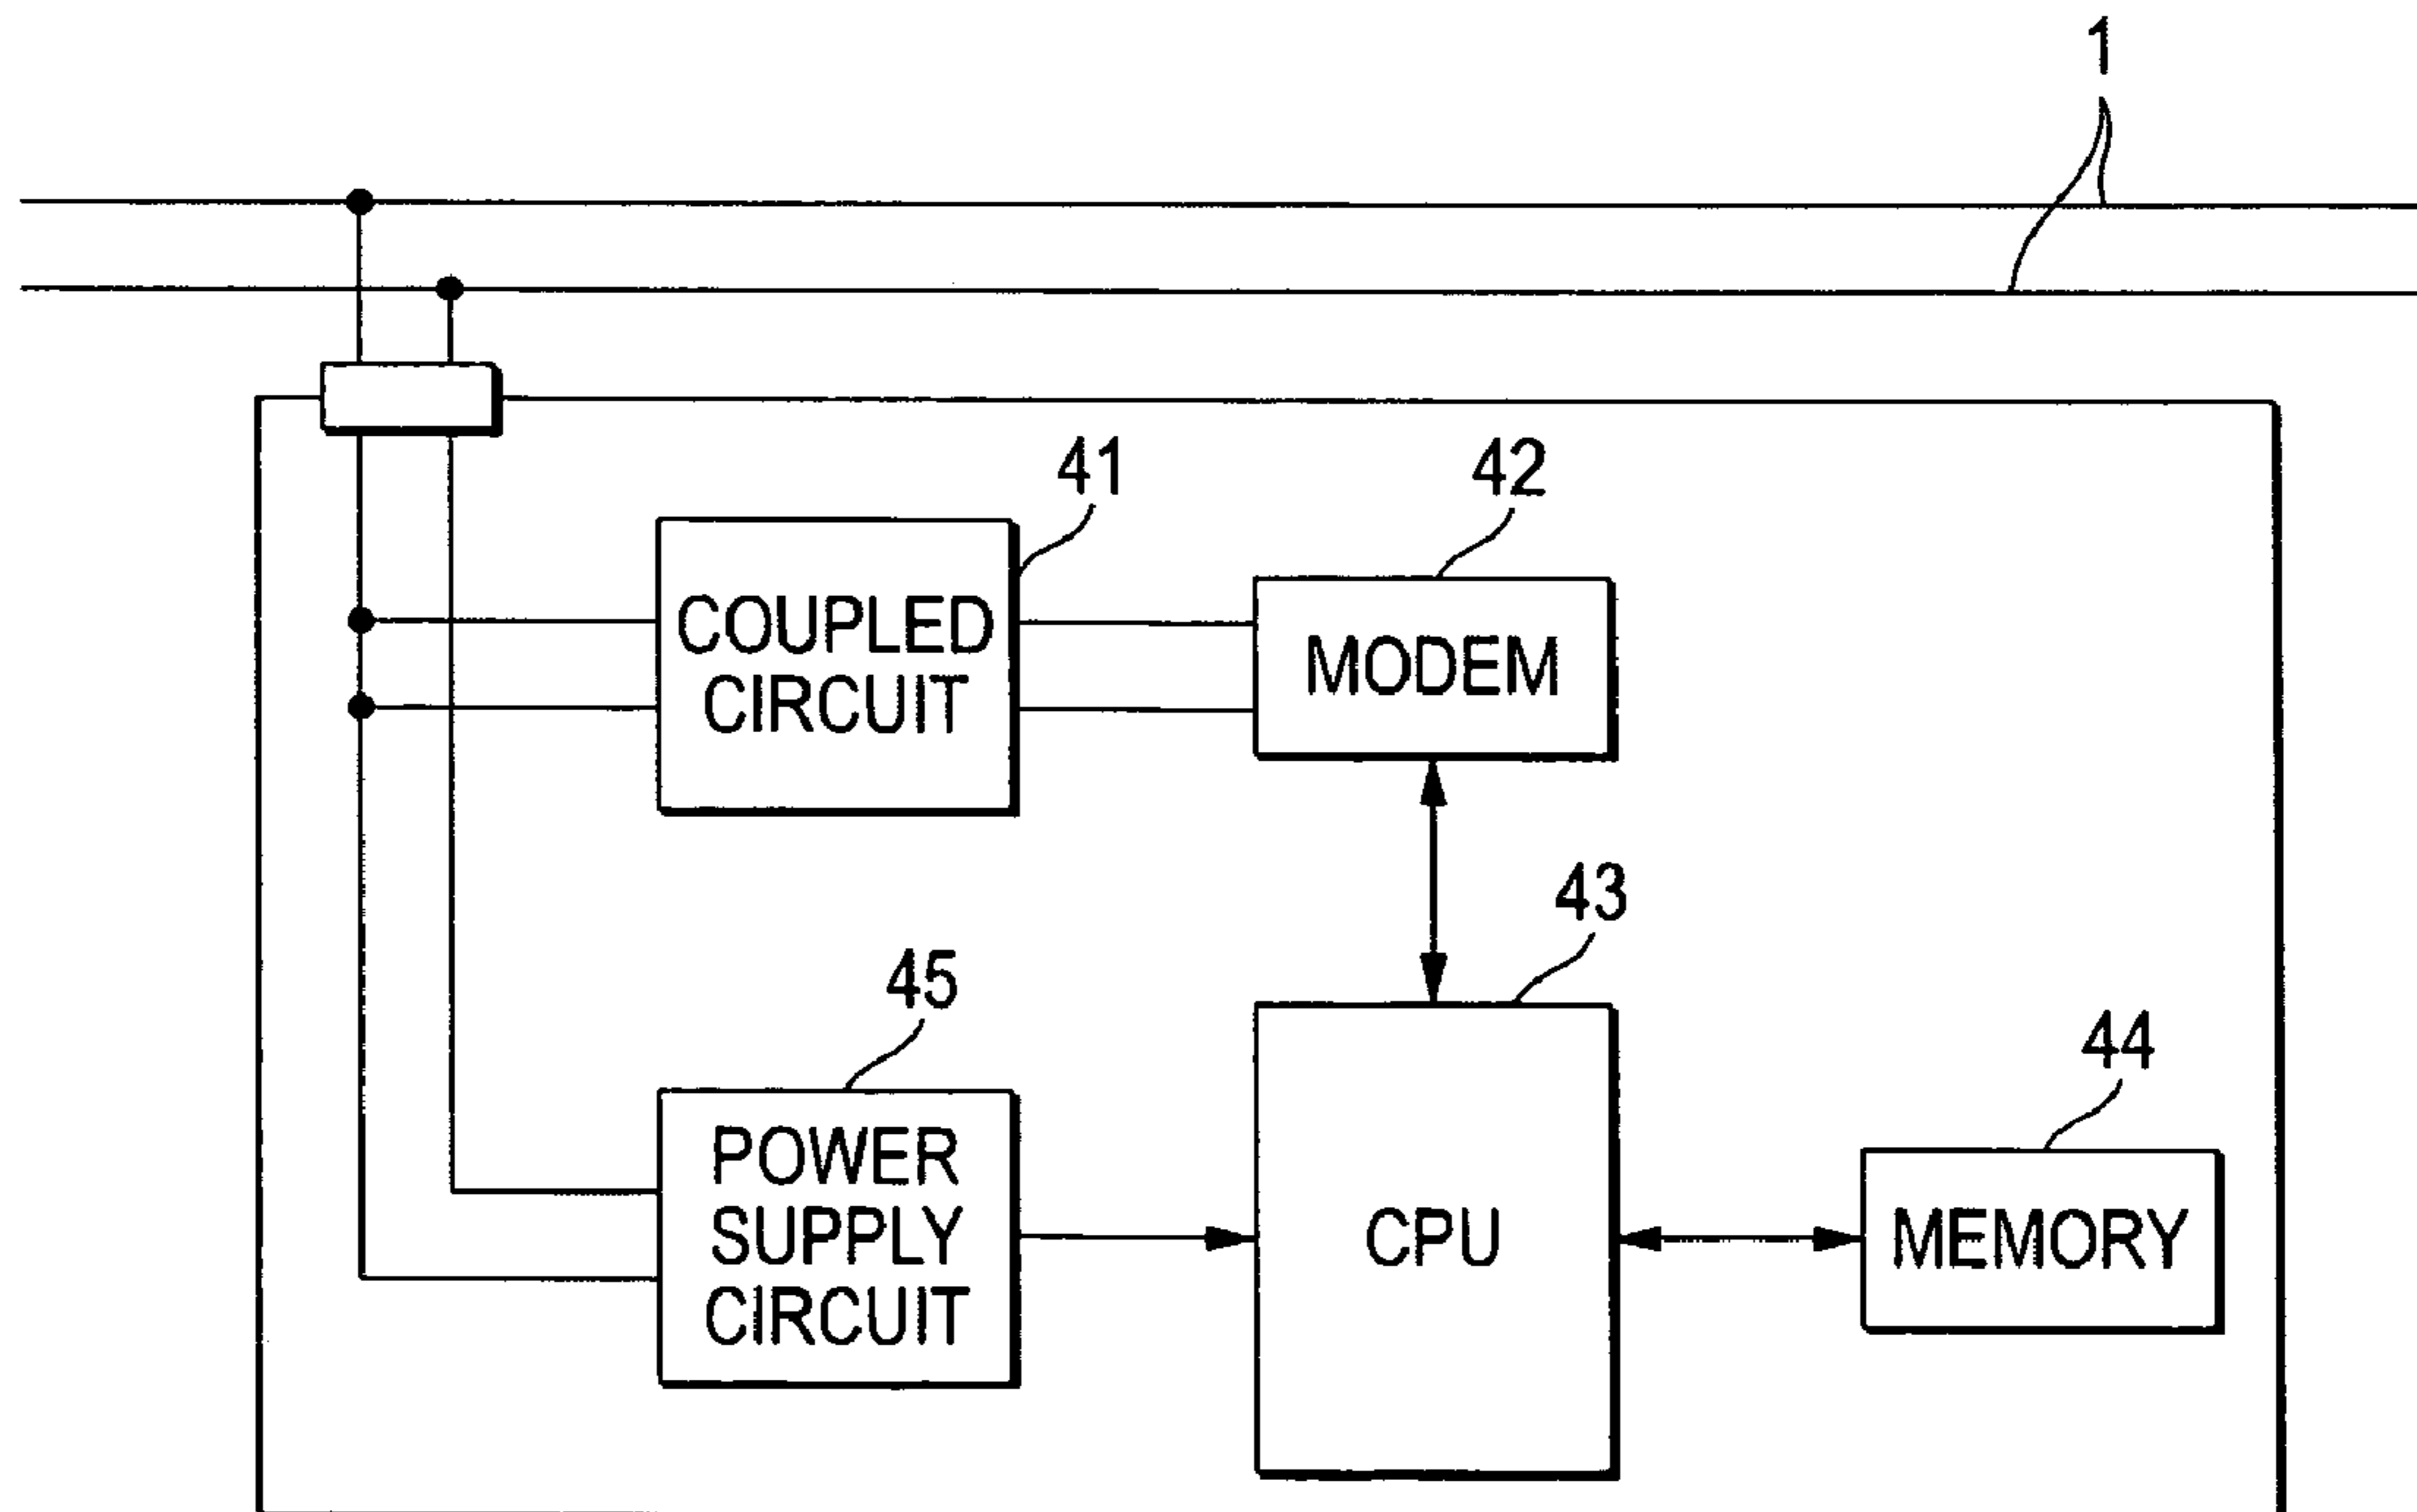 1
41
42
COUPLED
CIRCUIT
MODEM
43
45
44
POWER
SUPPLY
CIRCUIT
CPU
MEMORY